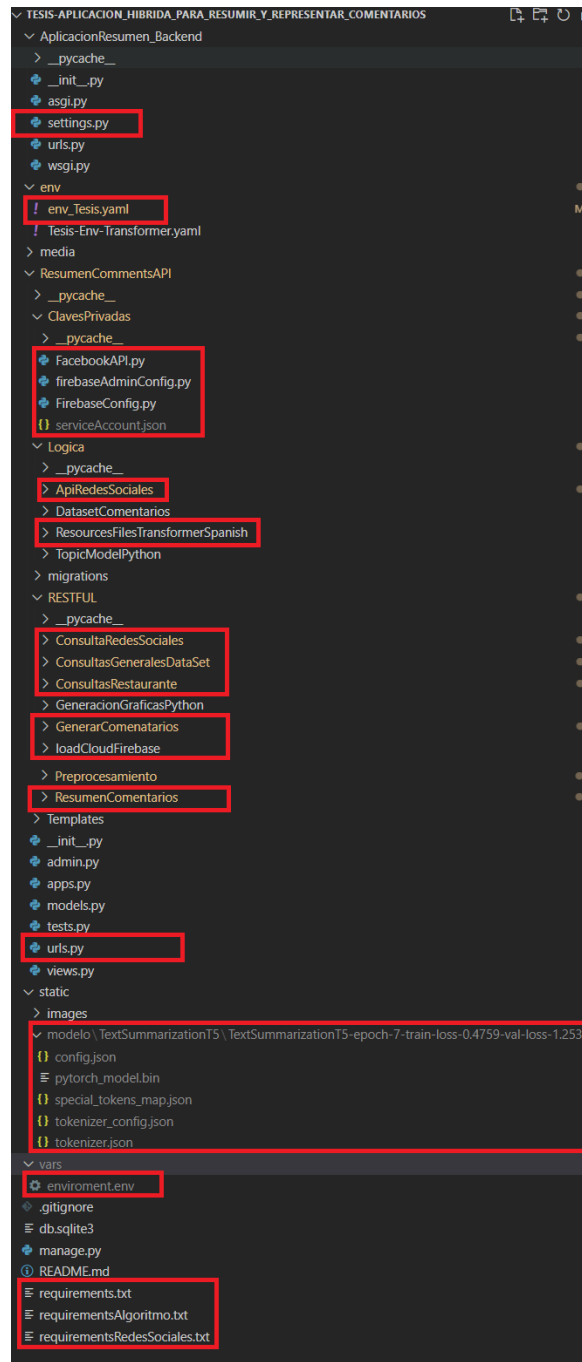 TESIS-APLICACION_HIBRIDA_PARA_RESUMIR_Y_REPRESENTAR_COMENTARIOS
AplicacionResumen_Backend
__pycache__
__init__.py
asgi.py
settings.py
urls.py
wsgi.py
env
! env_Tesis.yaml M
! Tesis-Env-Transformer.yaml
media
ResumenCommentsAPI
__pycache__
ClavesPrivadas
__pycache__
FacebookAPI.py
firebaseAdminConfig.py
FirebaseConfig.py
{} serviceAccount.json
Logica
__pycache__
ApiRedesSociales
DatasetComentarios
ResourcesFilesTransformerSpanish
TopicModelPython
migrations
RESTFUL
__pycache__
ConsultaRedesSociales
ConsultasGeneralesDataSet
ConsultasRestaurante
GeneracionGraficasPython
GenerarComenatarios
loadCloudFirebase
Preprocesamiento
ResumenComentarios
Templates
__init__.py
admin.py
apps.py
models.py
tests.py
urls.py
views.py
static
images
modelo\TextSummarizationT5\TextSummarizationT5-epoch-7-train-loss-0.4759-val-loss-1.253
{} config.json
pytorch_model.bin
{} special_tokens_map.json
{} tokenizer_config.json
{} tokenizer.json
vars
enviroment.env
.gitignore
db.sqlite3
manage.py
README.md
requirements.txt
requirementsAlgoritmo.txt
requirementsRedesSociales.txt